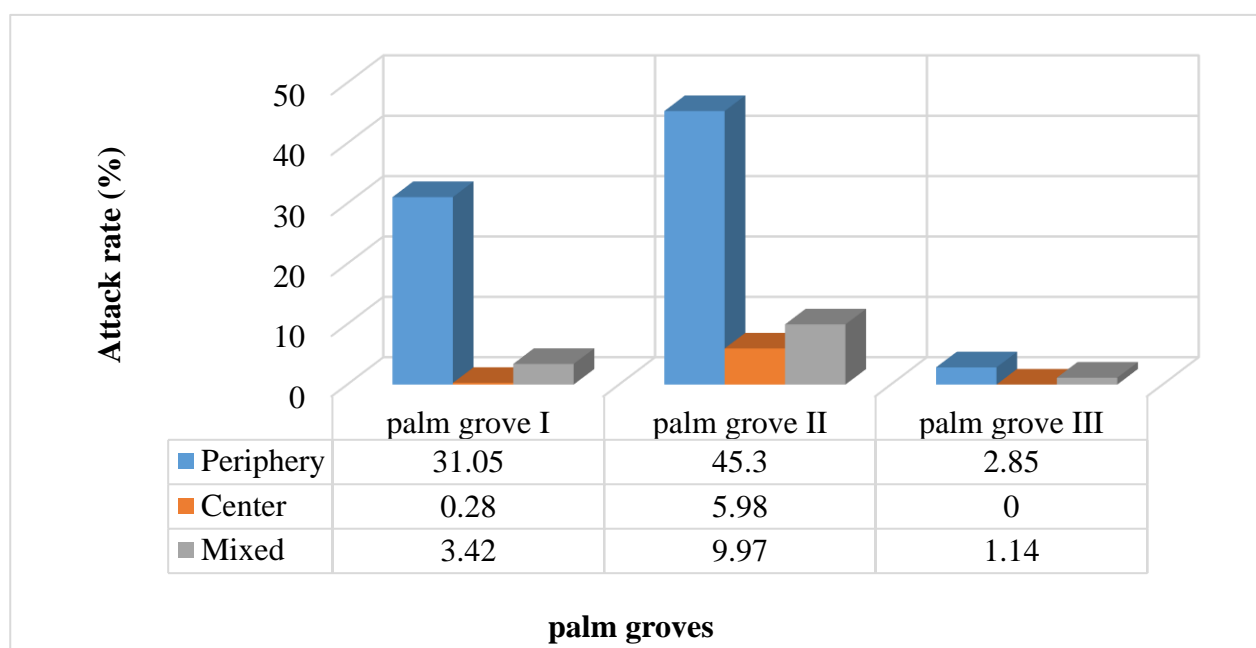 50
40
30
20
10
0
Attack rate (%)
palm grove I palm grove II palm grove III
Periphery 31.05 45.3 2.85
Center 0.28 5.98 0
Mixed 3.42 9.97 1.14
palm groves